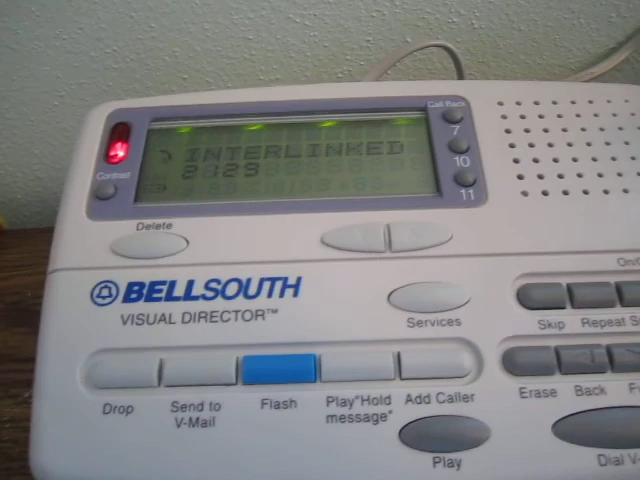 Call Back
7
10
11
Contrast
INTERLINKED
2323
Delete
BELLSOUTH
VISUAL DIRECTOR™
Services
Skip Repeat
Drop
Send to
V-Mail
Flash
Play"Hold
message"
Add Caller
Erase Back
Play
Dial V-